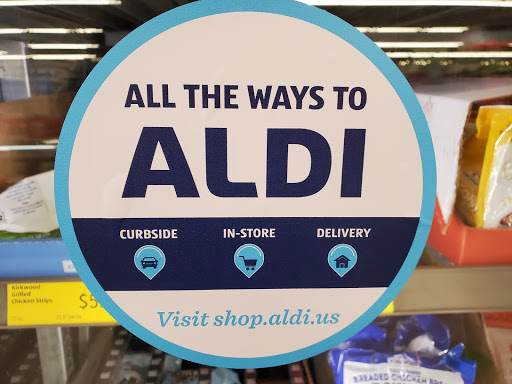 ALL THE WAYS TO
ALDI
CURBSIDE IN-STORE DELIVERY
Visit shop.aldi.us
Kirkwood
Grilled
Chicken Strips
$5
BREADED CHICKEN